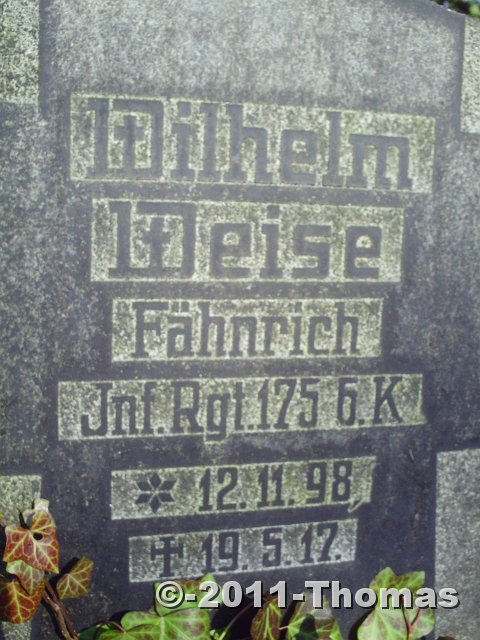 Wilhelm
Weise
Fähnrich
Jnf. Rgt. 175 6. K
* 12. 11. 98
† 19. 5. 17.
©-2011-Thomas